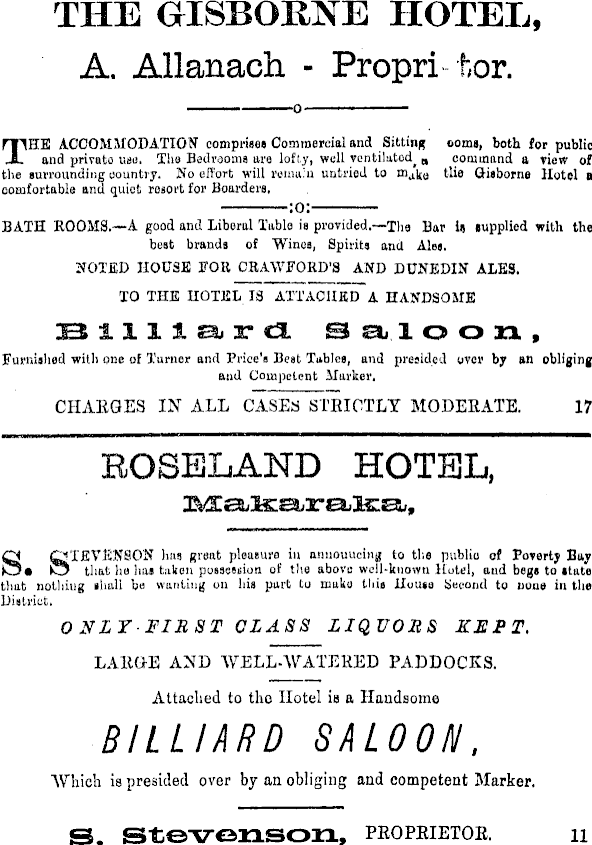 THE GISBORNE HOTEL,
A. Allanach - Proprietor.
THE ACCOMMODATION comprises Commercial and Sitting ooms, both for public
and private use. The Bedrooms are lofty, well ventilated, command a view of
the surrounding country. No effort will remain untried to make the Gisborne Hotel a
comfortable and quiet resort for Boarders.
:O:
BATH ROOMS.—A good and Liberal Table is provided.—The Bar is supplied with the
best brands of Wines, Spirits and Ales.
NOTED HOUSE FOR CRAWFORD'S AND DUNEDIN ALES.
TO THE HOTEL IS ATTACHED A HANDSOME
Billiard Saloon,
Furnished with one of Turner and Price's Best Tables, and presided over by an obliging
and Competent Marker.
CHARGES IN ALL CASES STRICTLY MODERATE. 17
ROSELAND HOTEL,
Makaraka,
S. STEVENSON has great pleasure in announcing to the public of Poverty Bay
that he has taken possession of the above well-known Hotel, and begs to state
that nothing shall be wanting on his part to make this House Second to none in the
District.
ONLY FIRST CLASS LIQUORS KEPT.
LARGE AND WELL-WATERED PADDOCKS.
Attached to the Hotel is a Handsome
BILLIARD SALOON,
Which is presided over by an obliging and competent Marker.
S. Stevenson, PROPRIETOR. 11